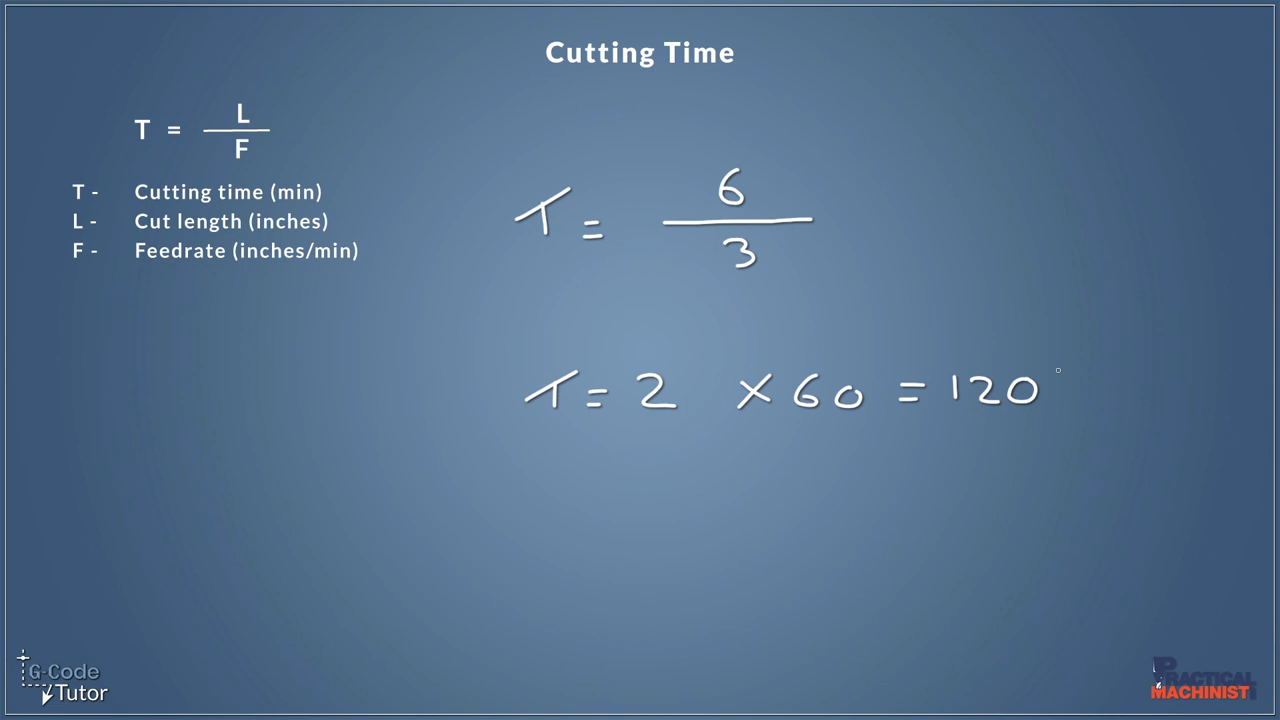 Cutting Time
T = L
F
T - Cutting time (min)
L - Cut length (inches)
F - Feedrate (inches/min)
T = 6
3
T = 2 × 60 = 120
G-Code
Tutor
PRACTICAL
MACHINIST